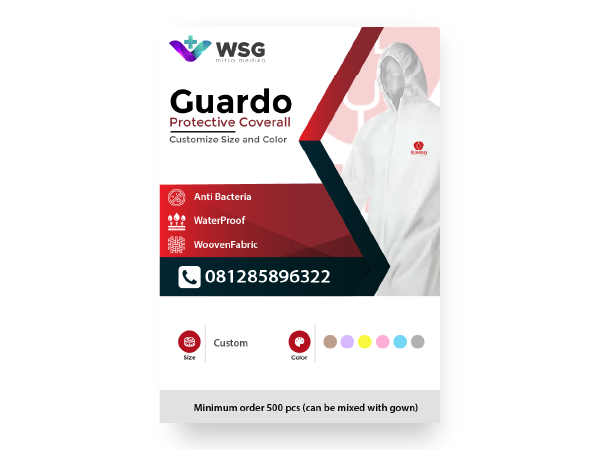 WSG
mitra medika
Guardo
Protective Coverall
Customize Size and Color
GUARDO
Anti Bacteria
WaterProof
WoovenFabric
081285896322
Size
Custom
Color
Minimum order 500 pcs (can be mixed with gown)